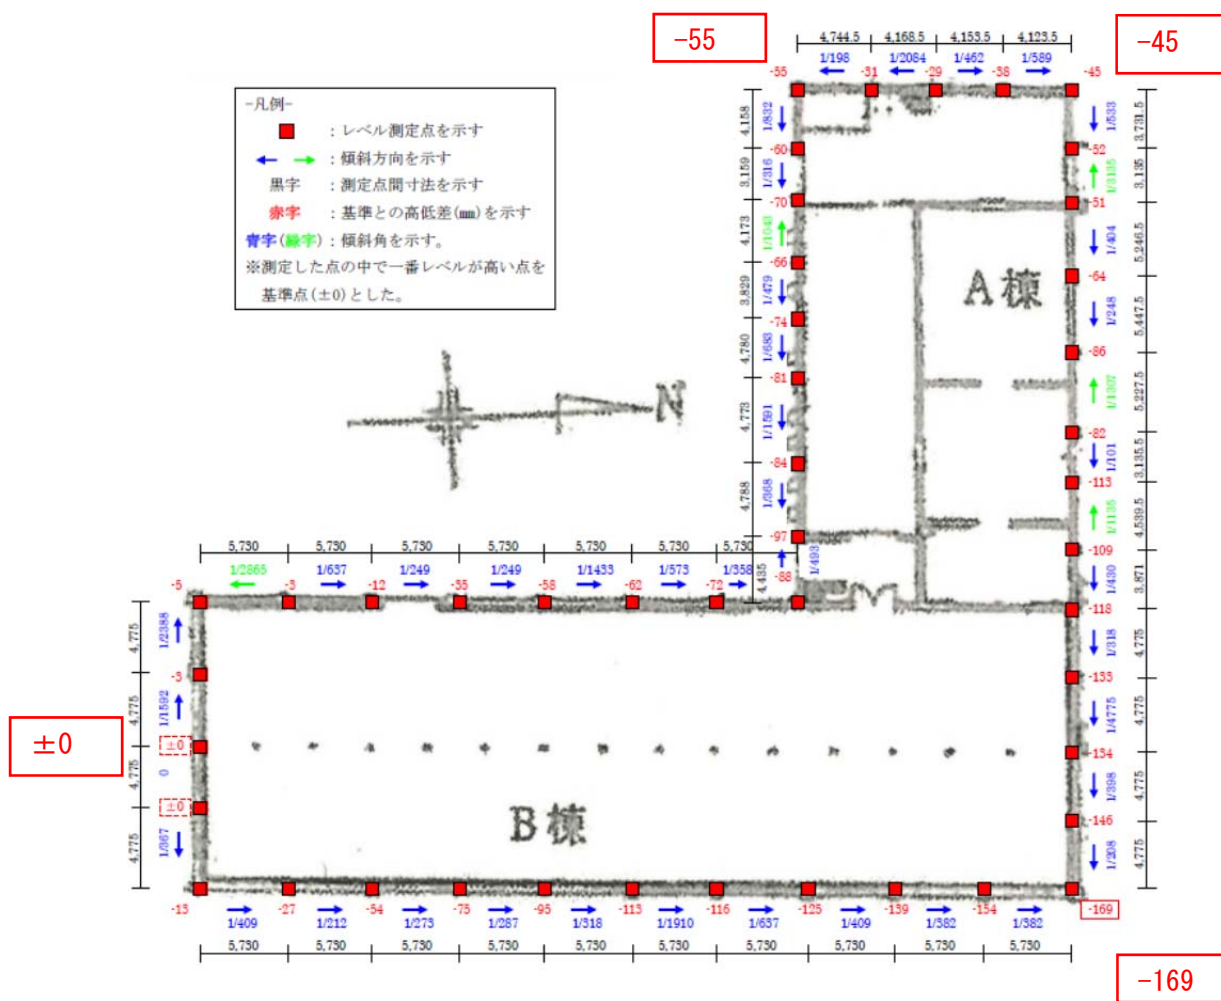 -55
-45
4,744.5 4,168.5 4,153.5 4,123.5
1/198 1/2084 1/462 1/589
-55 -31 -29 -38 -45
-凡例-
：レベル測定点を示す
：傾斜方向を示す
黒字 ：測定点間寸法を示す
赤字 ：基準との高低差(㎜)を示す
青字(緑字)：傾斜角を示す。
※測定した点の中で一番レベルが高い点を
基準点(±0)とした。
4,158 1/832
-60
3,159 1/316
-70
4,173 1/1043
-66
3,829 1/479
-74
4,780 1/683
-81
4,773 1/1591
-84
4,788 1/368
-97
4,435 -88 1/493
1/533 3,731.5
-52
1/3135 3,135
-51
1/404 5,246.5
-64
1/248 5,447.5
-86
1/1307 5,227.5
-82
1/101 3,135.5
-113
1/1135 4,539.5
-109
1/430 3,871
-118
1/318 4,775
-133
1/4775 4,775
-134
1/398 4,775
-146
1/208 4,775
-169
A棟
N
5,730 5,730 5,730 5,730 5,730 5,730 5,730
1/2865 1/637 1/249 1/249 1/1433 1/573 1/358
-5 -3 -12 -35 -58 -62 -72
4,775 1/2388
-3
4,775 1/1592
±0
±0
4,775 0
±0
4,775 1/367
B棟
-13 -27 -54 -75 -95 -113 -116 -125 -139 -154
1/409 1/212 1/273 1/287 1/318 1/1910 1/637 1/409 1/382 1/382
5,730 5,730 5,730 5,730 5,730 5,730 5,730 5,730 5,730 5,730
-169